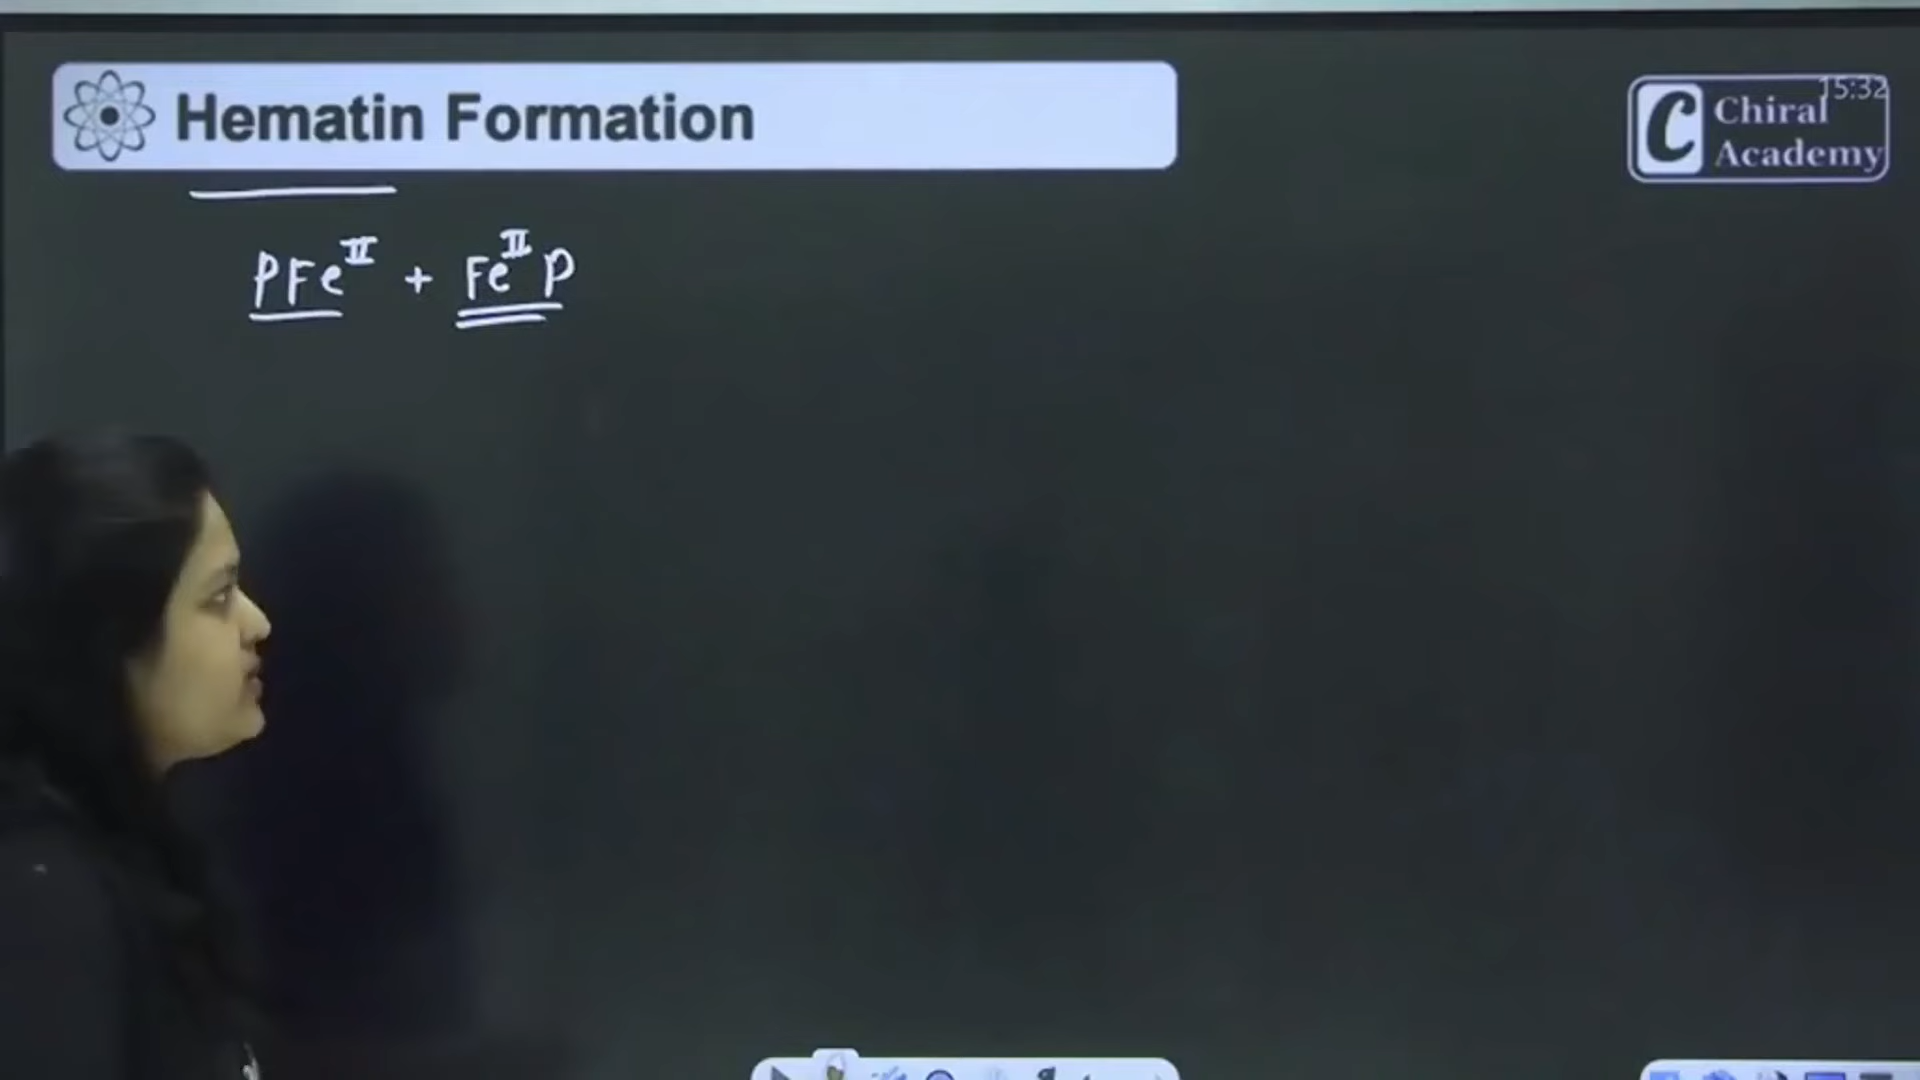 Hematin Formation
15:32
Chiral
Academy
PFe^II + Fe^II P